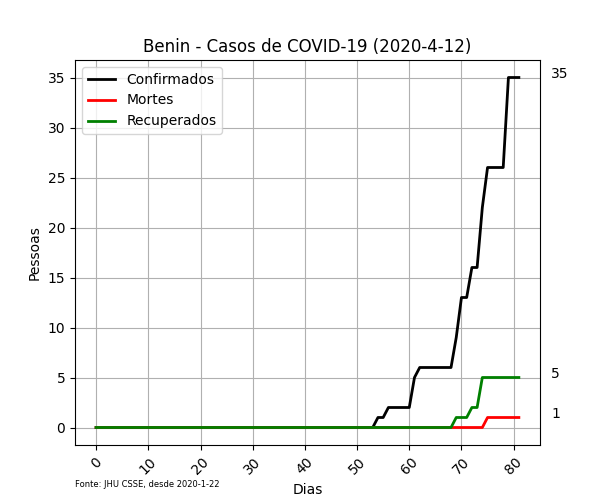 Benin - Casos de COVID-19 (2020-4-12)
Confirmados
Mortes
Recuperados
Pessoas
35
30
25
20
15
10
5
0
35
5
1
0 10 20 30 40 50 60 70 80
Fonte: JHU CSSE, desde 2020-1-22
Dias